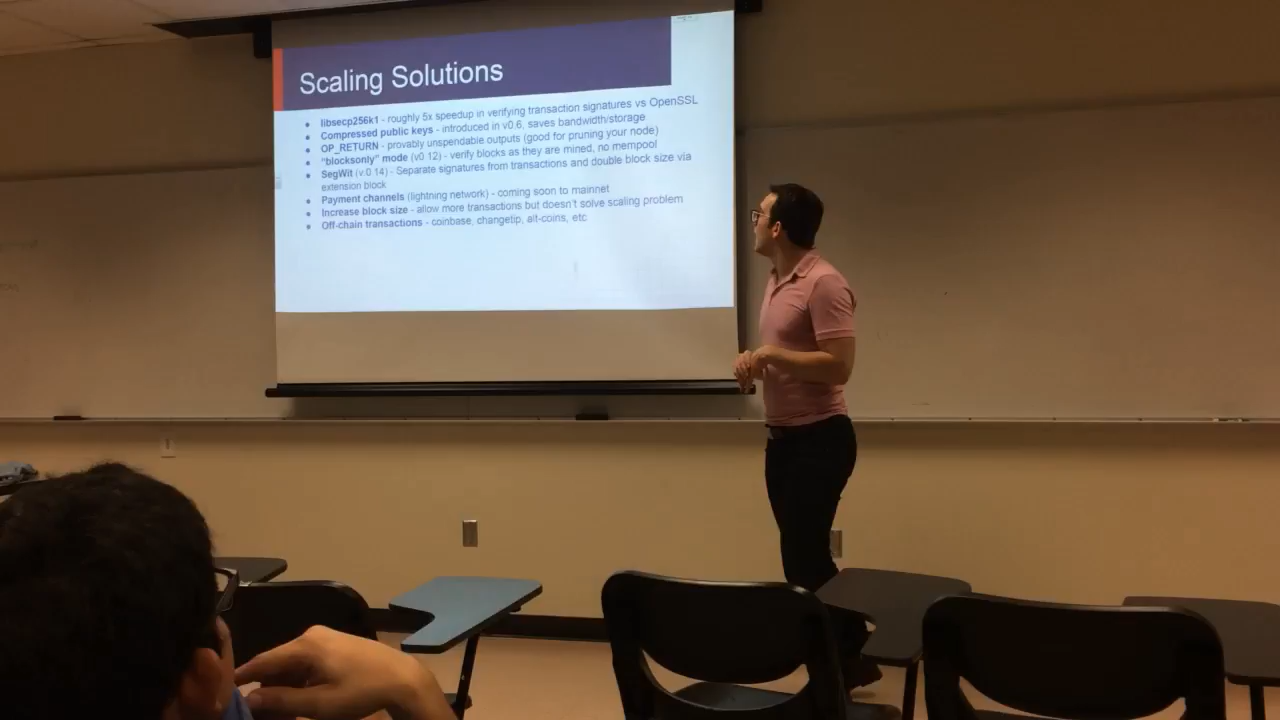 Scaling Solutions
● libsecp256k1 - roughly 5x speedup in verifying transaction signatures vs OpenSSL
● Compressed public keys - introduced in v0.6, saves bandwidth/storage
● OP_RETURN - provably unspendable outputs (good for pruning your node)
● "blocksonly" mode (v0.12) - verify blocks as they are mined, no mempool
● SegWit (v.0.14) - Separate signatures from transactions and double block size via
extension block
● Payment channels (lightning network) - coming soon to mainnet
● Increase block size - allow more transactions but doesn't solve scaling problem
● Off-chain transactions - coinbase, changetip, alt-coins, etc